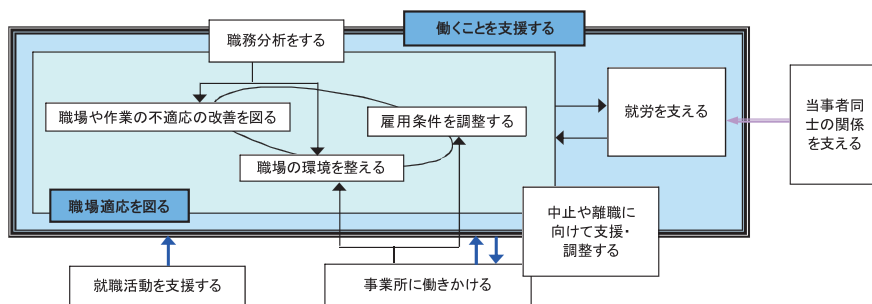 働くことを支援する
職務分析をする
職場や作業の不適応の改善を図る
雇用条件を調整する
職場の環境を整える
職場適応を図る
就労を支える
当事者同
士の関係
を支える
中止や離職に
向けて支援・
調整する
就職活動を支援する
事業所に働きかける